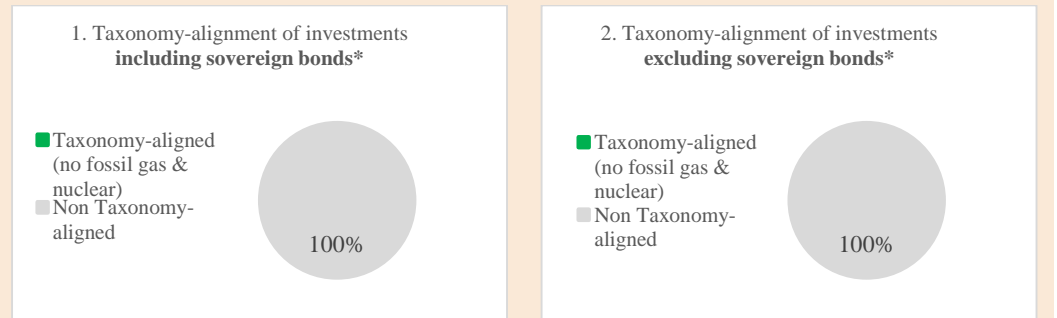 1. Taxonomy-alignment of investments
including sovereign bonds*
Taxonomy-aligned
(no fossil gas &
nuclear)
Non Taxonomy-
aligned
100%
2. Taxonomy-alignment of investments
excluding sovereign bonds*
Taxonomy-aligned
(no fossil gas &
nuclear)
Non Taxonomy-
aligned
100%